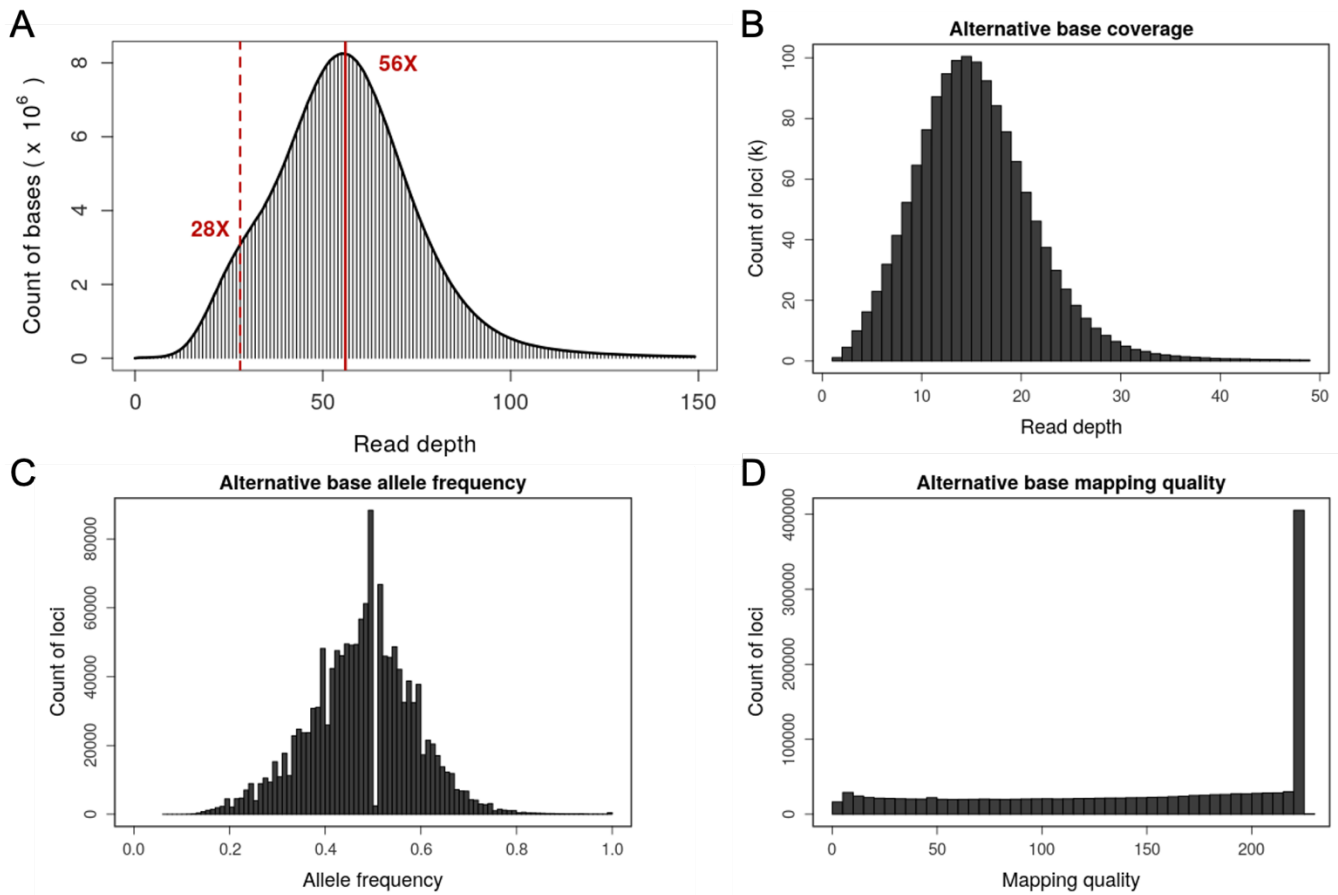 A
8
6
4
2
0
Count of bases ( x 10⁶ )
28X
56X
0 50 100 150
Read depth
B
Alternative base coverage
100
80
60
40
20
0
Count of loci (k)
0 10 20 30 40 50
Read depth
C
Alternative base allele frequency
80000
60000
40000
20000
0
Count of loci
0.0 0.2 0.4 0.6 0.8 1.0
Allele frequency
D
Alternative base mapping quality
400000
300000
200000
100000
0
Count of loci
0 50 100 150 200
Mapping quality